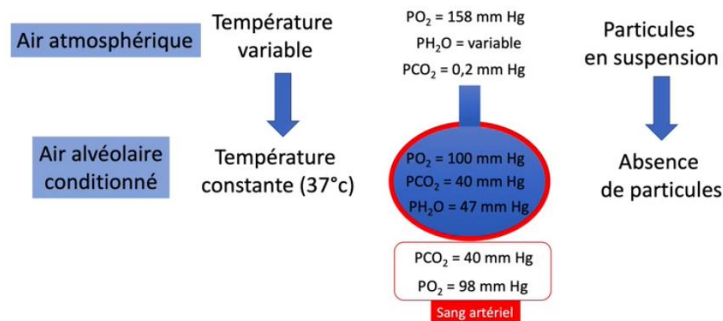 Air atmosphérique
Température
variable
PO₂ = 158 mm Hg
PH₂O = variable
PCO₂ = 0,2 mm Hg
Particules
en suspension
Air alvéolaire
conditionné
Température
constante (37°c)
PO₂ = 100 mm Hg
PCO₂ = 40 mm Hg
PH₂O = 47 mm Hg
Absence
de particules
PCO₂ = 40 mm Hg
PO₂ = 98 mm Hg
Sang artériel